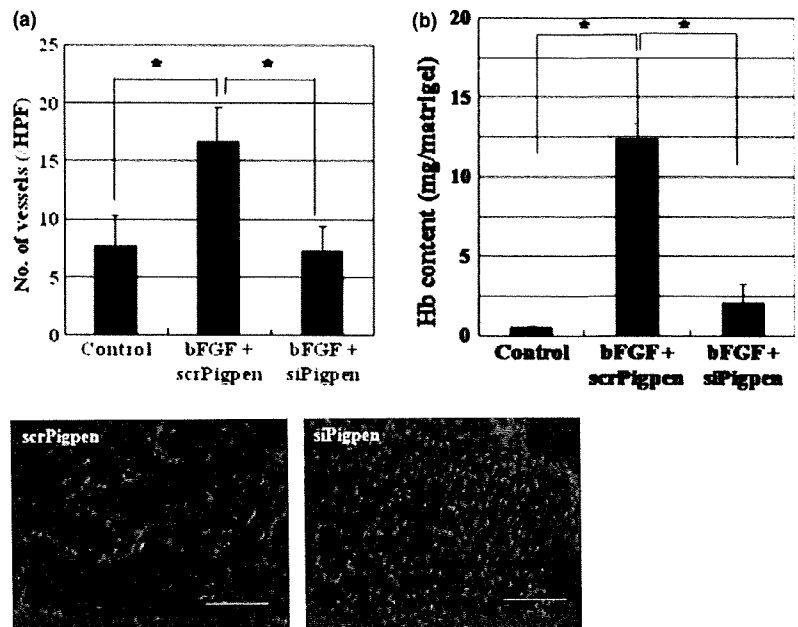 (a)
25
20
15
10
5
0
No. of vessels (/HPF)
*
*
Control
bFGF +
scrPigpen
bFGF +
siPigpen
(b)
20
15
10
5
0
Hb content (mg/matrigel)
*
*
Control
bFGF +
scrPigpen
bFGF +
siPigpen
scrPigpen
siPigpen